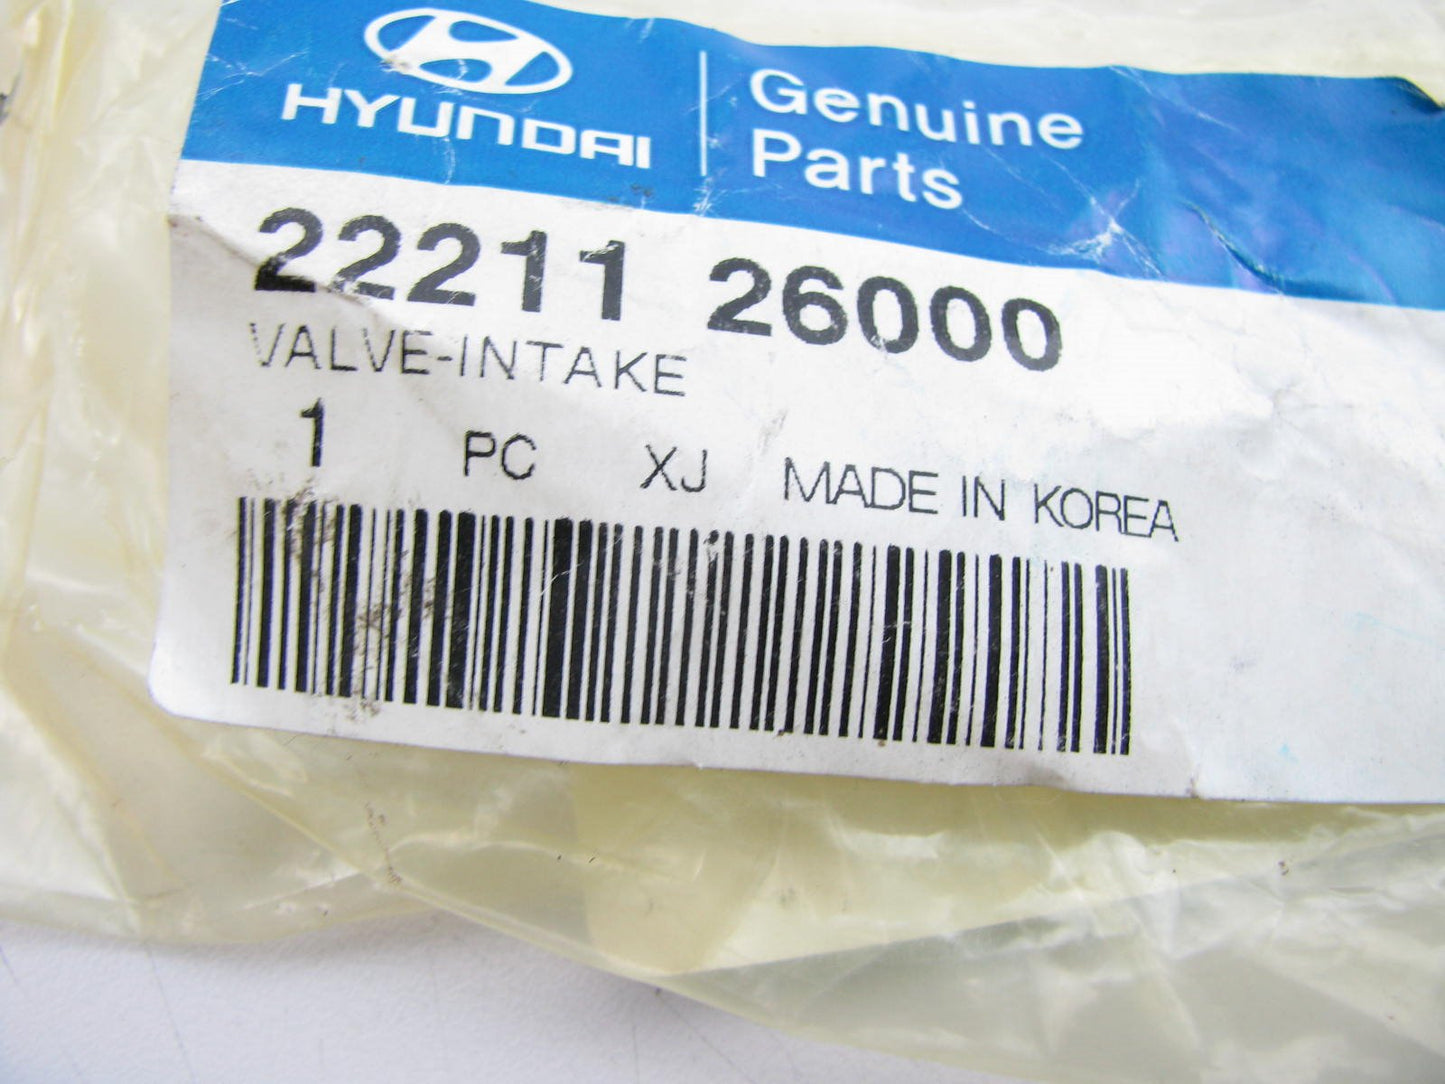 HYUNDAI
Genuine
Parts
22211 26000
VALVE-INTAKE
1 PC XJ MADE IN KOREA